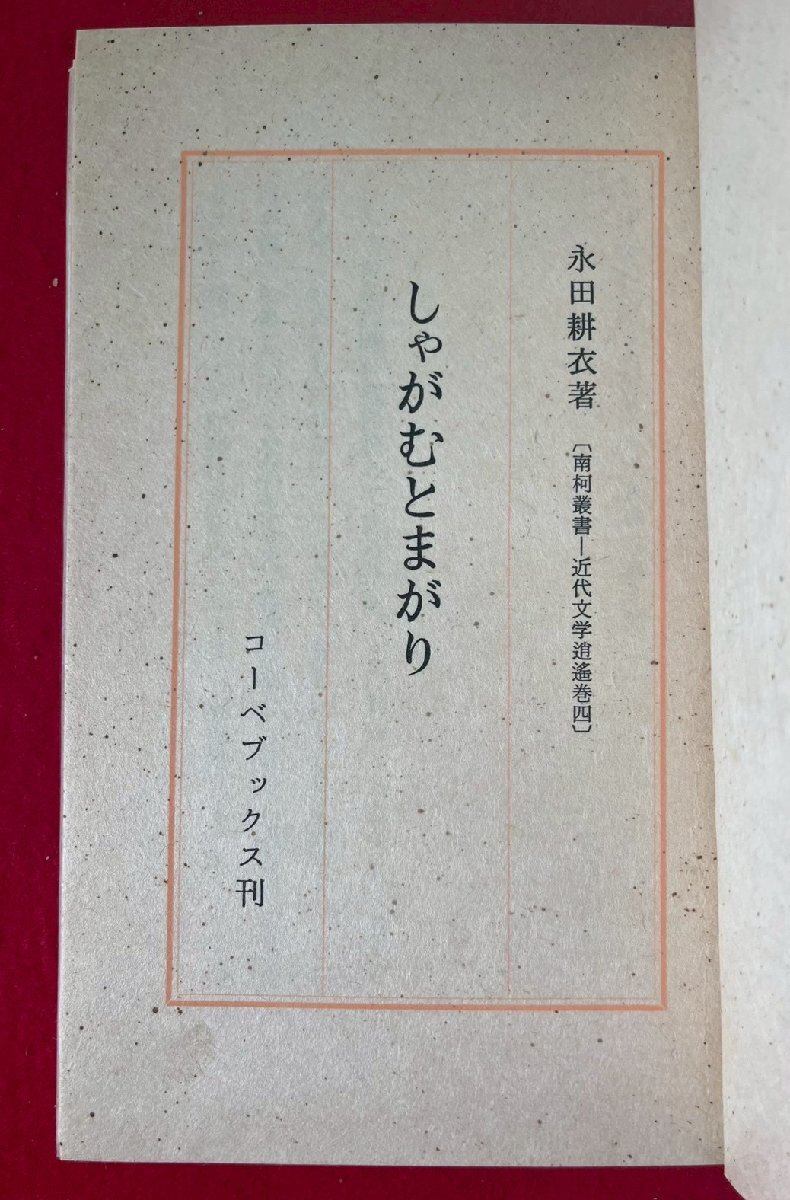 永田耕衣著 〔南柯叢書—近代文学逍遙巻四〕
しゃがむとまがり
コーベブックス刊